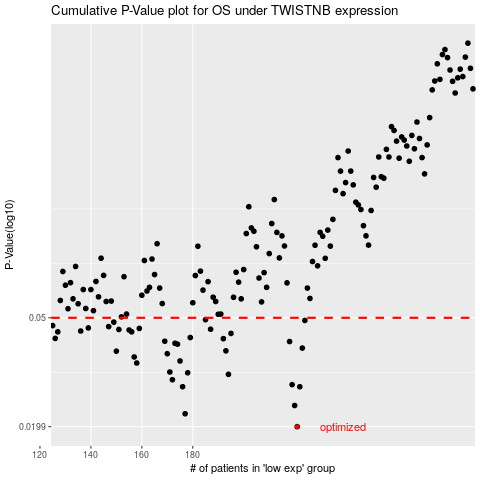 Cumulative P-Value plot for OS under TWISTNB expression
P-Value(log10)
0.05
0.0199
optimized
120 140 160 180
# of patients in 'low exp' group